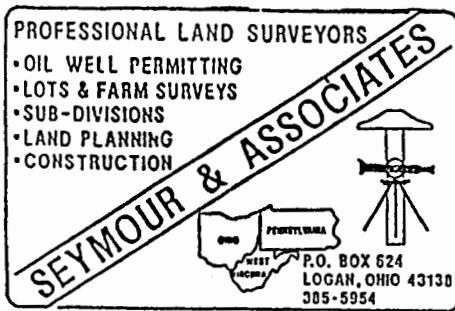 PROFESSIONAL LAND SURVEYORS
•OIL WELL PERMITTING
•LOTS & FARM SURVEYS
•SUB-DIVISIONS
•LAND PLANNING
•CONSTRUCTION
SEYMOUR & ASSOCIATES
OHIO
PENNSYLVANIA
WEST
VIRGINIA
P.O. BOX 624
LOGAN, OHIO 43138
385-5954